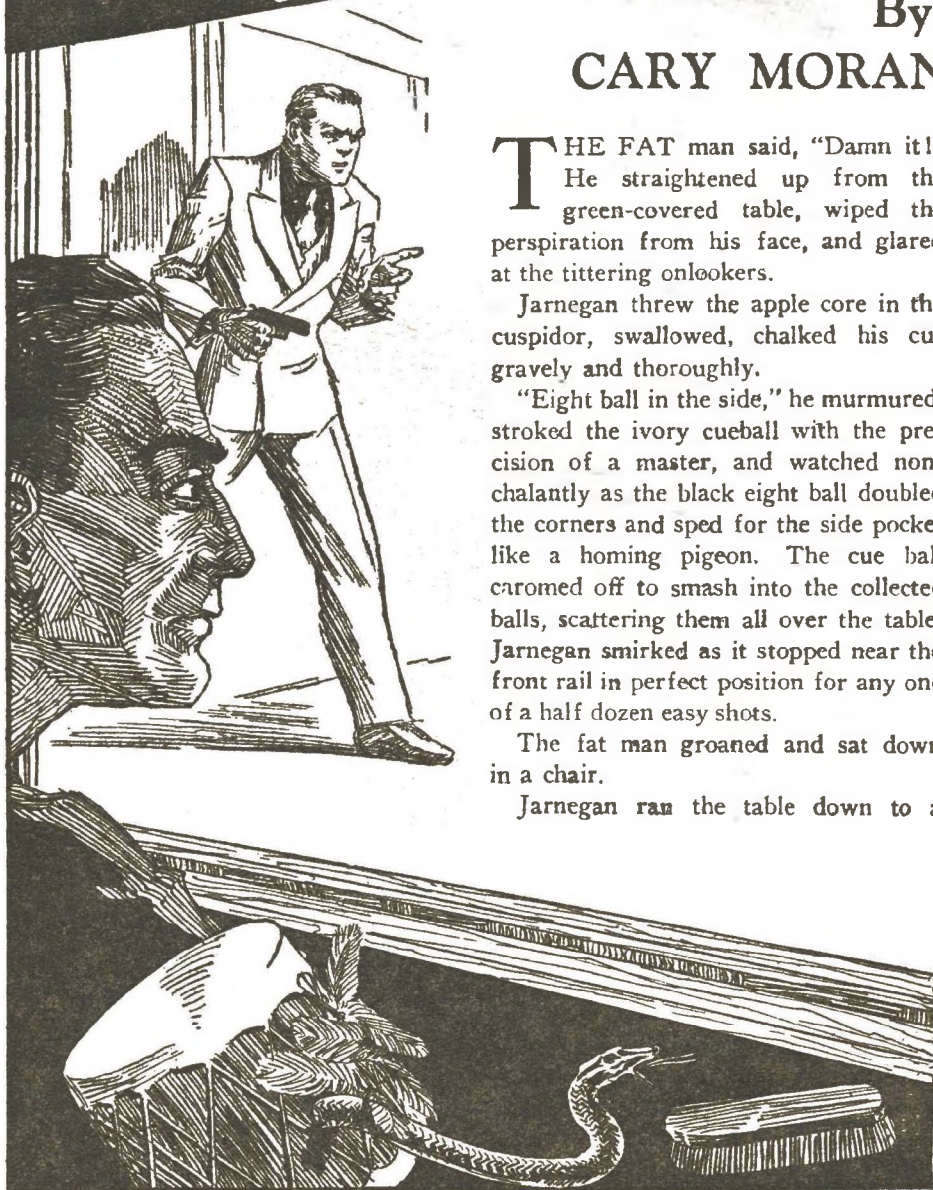 By
CARY MORAN
THE FAT man said, “Damn it!
He straightened up from th
green-covered table, wiped th
perspiration from his face, and glare
at the tittering onlookers.
Jarnegan threw the apple core in th
cuspidor, swallowed, chalked his cu
gravely and thoroughly.
“Eight ball in the side,” he murmured
stroked the ivory cueball with the pre
cision of a master, and watched non
chalantly as the black eight ball double
the corners and sped for the side pocke
like a homing pigeon. The cue bal
caromed off to smash into the collecte
balls, scattering them all over the table
Jarnegan smirked as it stopped near th
front rail in perfect position for any on
of a half dozen easy shots.
The fat man groaned and sat down
in a chair.
Jarnegan ran the table down to a